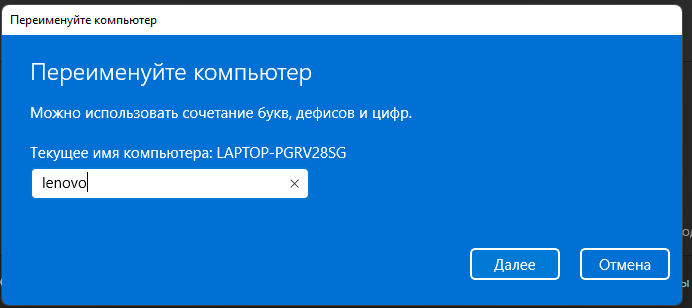 Переименуйте компьютер
Переименуйте компьютер
Можно использовать сочетание букв, дефисов и цифр.
Текущее имя компьютера: LAPTOP-PGRV28SG
lenovo
Далее
Отмена